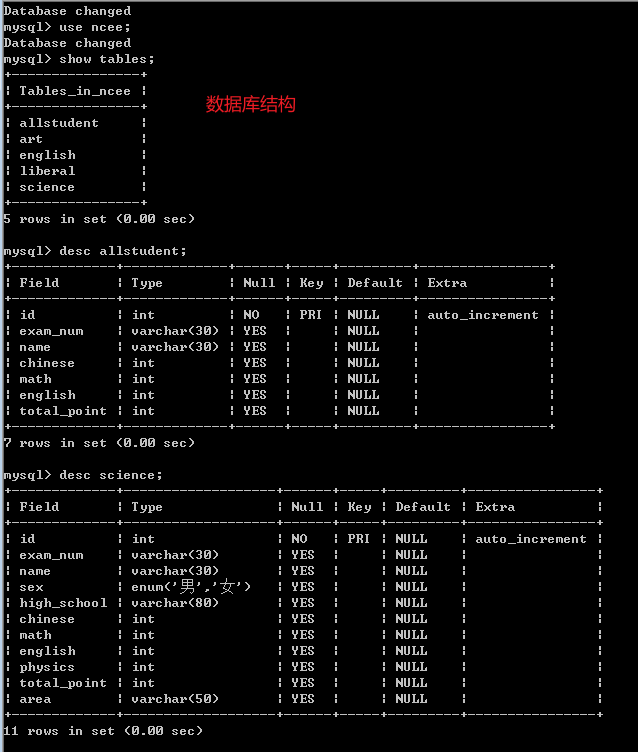 Database changed
mysql> use ncee;
Database changed
mysql> show tables;
+----------------+
| Tables_in_ncee |
+----------------+
数据库结构
| allstudent     |
| art            |
| english        |
| liberal        |
| science        |
+----------------+
5 rows in set (0.00 sec)
mysql> desc allstudent;
+-------------+-------------+------+-----+---------+----------------+
| Field       | Type        | Null | Key | Default | Extra          |
+-------------+-------------+------+-----+---------+----------------+
| id          | int         | NO   | PRI | NULL    | auto_increment |
| exam_num    | varchar(30) | YES  |     | NULL    |                |
| name        | varchar(30) | YES  |     | NULL    |                |
| chinese     | int         | YES  |     | NULL    |                |
| math        | int         | YES  |     | NULL    |                |
| english     | int         | YES  |     | NULL    |                |
| total_point | int         | YES  |     | NULL    |                |
+-------------+-------------+------+-----+---------+----------------+
7 rows in set (0.00 sec)
mysql> desc science;
+-------------+-------------------+------+-----+---------+----------------+
| Field       | Type              | Null | Key | Default | Extra          |
+-------------+-------------------+------+-----+---------+----------------+
| id          | int               | NO   | PRI | NULL    | auto_increment |
| exam_num    | varchar(30)       | YES  |     | NULL    |                |
| name        | varchar(30)       | YES  |     | NULL    |                |
| sex         | enum('男','女')   | YES  |     | NULL    |                |
| high_school | varchar(80)       | YES  |     | NULL    |                |
| chinese     | int               | YES  |     | NULL    |                |
| math        | int               | YES  |     | NULL    |                |
| english     | int               | YES  |     | NULL    |                |
| physics     | int               | YES  |     | NULL    |                |
| total_point | int               | YES  |     | NULL    |                |
| area        | varchar(50)       | YES  |     | NULL    |                |
+-------------+-------------------+------+-----+---------+----------------+
11 rows in set (0.00 sec)